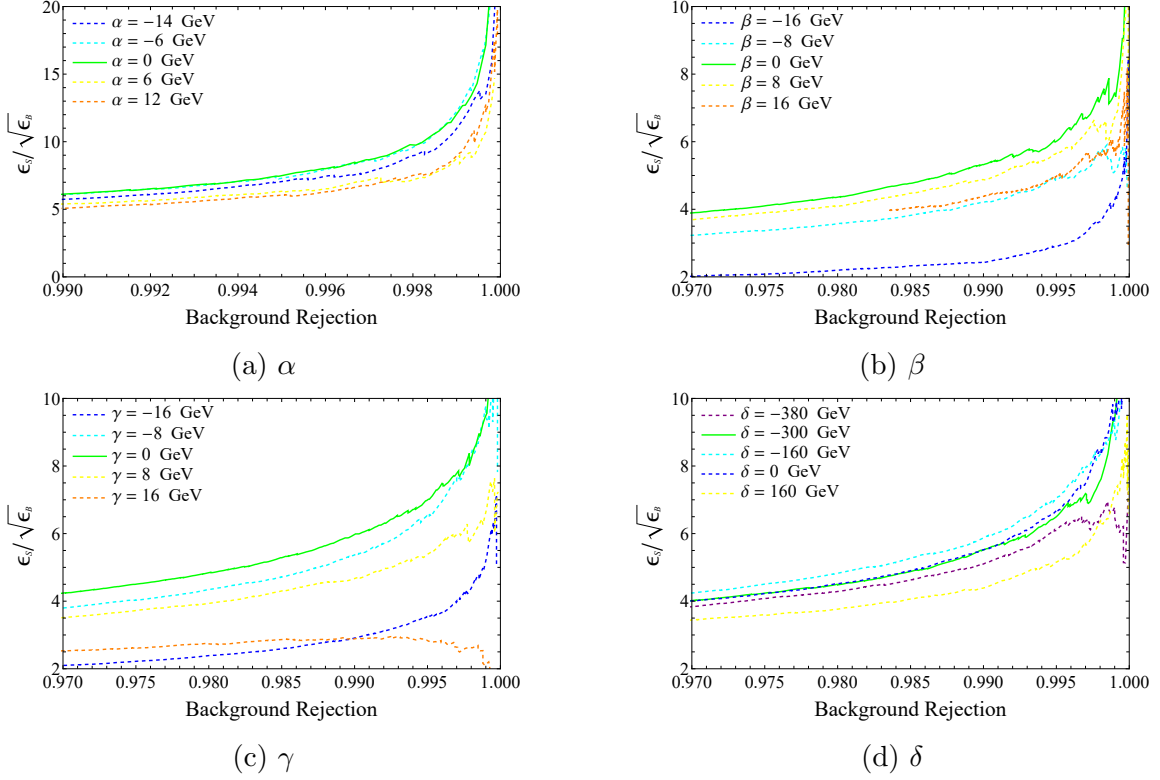 20
15
10
5
0
ϵ_S/√ϵ_B
α = -14 GeV
α = -6 GeV
α = 0 GeV
α = 6 GeV
α = 12 GeV
0.990 0.992 0.994 0.996 0.998 1.000
Background Rejection
(a) α
10
8
6
4
2
ϵ_S/√ϵ_B
β = -16 GeV
β = -8 GeV
β = 0 GeV
β = 8 GeV
β = 16 GeV
0.970 0.975 0.980 0.985 0.990 0.995 1.000
Background Rejection
(b) β
10
8
6
4
2
ϵ_S/√ϵ_B
γ = -16 GeV
γ = -8 GeV
γ = 0 GeV
γ = 8 GeV
γ = 16 GeV
0.970 0.975 0.980 0.985 0.990 0.995 1.000
Background Rejection
(c) γ
10
8
6
4
2
ϵ_S/√ϵ_B
δ = -380 GeV
δ = -300 GeV
δ = -160 GeV
δ = 0 GeV
δ = 160 GeV
0.970 0.975 0.980 0.985 0.990 0.995 1.000
Background Rejection
(d) δ